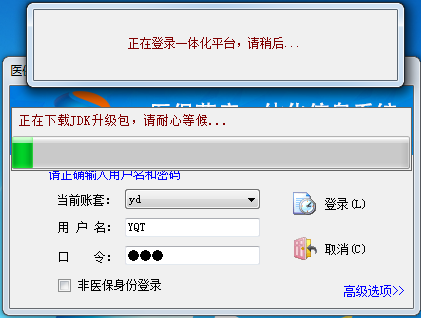 正在登录一体化平台，请稍后...
医保
正在下载JDK升级包，请耐心等候...
请正确输入用户名和密码
当前账套： yd
用 户 名： YQT
登录(L)
口 令： ●●●
取消(C)
非医保身份登录
高级选项>>